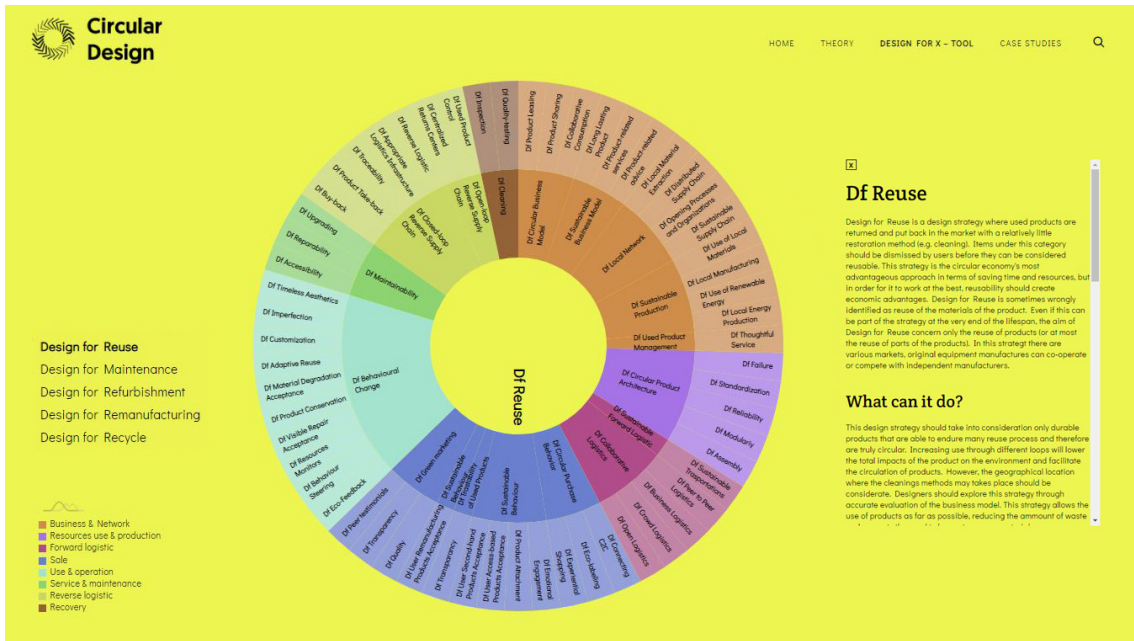 Circular
Design
HOME
THEORY
DESIGN FOR X – TOOL
CASE STUDIES
Design for Reuse
Design for Maintenance
Design for Refurbishment
Design for Remanufacturing
Design for Recycle
Business & Network
Resources use & production
Forward logistic
Sale
Use & operation
Service & maintenance
Reverse logistic
Recovery
Df Reuse
Df Circular Business
Model
Df Sustainable
Business Model
Df Local Network
Df Sustainable
Production
Df Used Product
Management
Df Circular Product
Architecture
Df Sustainable
Forward Logistic
Df Collaborative
Logistics
Df Circular Purchase
Behavior
Df Sustainable
Behaviour
Df Sustainable
Behaviour
Df Traceability
of Used Products
Df Green marketing
Df Behavioural
Change
Df Maintainability
Df Closed-loop
Reverse Supply
Chain
Df Open-loop
Reverse Supply
Chain
Df Cleaning
Df Product Leasing
Df Product Sharing
Df Collaborative
Consumption
Df Long Lasting
Product
Df Product-related
services
Df Product-related
advice
Df Local Material
Extraction
Df Distributed
Supply Chain
Df Opening Processes
and Organizations
Df Sustainable
Supply Chain
Df Use of Local
Materials
Df Local Manufacturing
Df Use of Renewable
Energy
Df Local Energy
Production
Df Thoughtful
Service
Df Failure
Df Standardization
Df Reliability
Df Modulariy
Df Assembly
Df Sustainable
Trasportations
Df Peer to Peer
Logistics
Df Business Logistics
Df Crowd Logistics
Df Open Logistics
Df Connecting
C2C
Df Eco-labeling
Df Experiential
Shopping
Df Emotional
Engagement
Df Product Attachment
Df User Access-based
Products Acceptance
Df User Second-hand
Products Acceptance
Df Transparancy
Df User Remanufacturing
Products Acceptance
Df Quality
Df Transparency
Df Peer testimonials
Df Eco-Feedback
Df Behaviour
Steering
Df Resources
Monitors
Df Visible Repair
Acceptance
Df Product Conservation
Df Material Degradation
Acceptance
Df Adaptive Reuse
Df Customization
Df Imperfection
Df Timeless Aesthetics
Df Accessibility
Df Reparability
Df Upgrading
Df Buy-back
Df Product Take-back
Df Traceability
Df Appropriate
Logistics Infrastructure
Df Reverse Logistic
Df Centralized
Returns Centers
Df Used Product
Control
Df Inspection
Df Quality-testing
x
Df Reuse
Design for Reuse is a design strategy where used products are
returned and put back in the market with a relatively little
restoration method (e.g. cleaning). Items under this category
should be dismissed by users before they can be considered
reusable. This strategy is the circular economy's most
advantageous approach in terms of saving time and resources, but
in order for it to work at the best, reusability should create
economic advantages. Design for Reuse is sometimes wrongly
identified as reuse of the materials of the product. Even if this can
be part of the strategy at the very end of the lifespan, the aim of
Design for Reuse concern only the reuse of products (or at most
the reuse of parts of the products). In this strategt there are
various markets, original equipment manufactures can co-operate
or compete with independent manufacturers.
What can it do?
This design strategy should take into consideration only durable
products that are able to endure many reuse process and therefore
are truly circular. Increasing use through different loops will lower
the total impacts of the product on the environment and facilitate
the circulation of products. However, the geographical location
where the cleanings methods may takes place should be
considerate. Designers should explore this strategy through
accurate evaluation of the business model. This strategy allows the
use of products as far as possible, reducing the ammount of waste